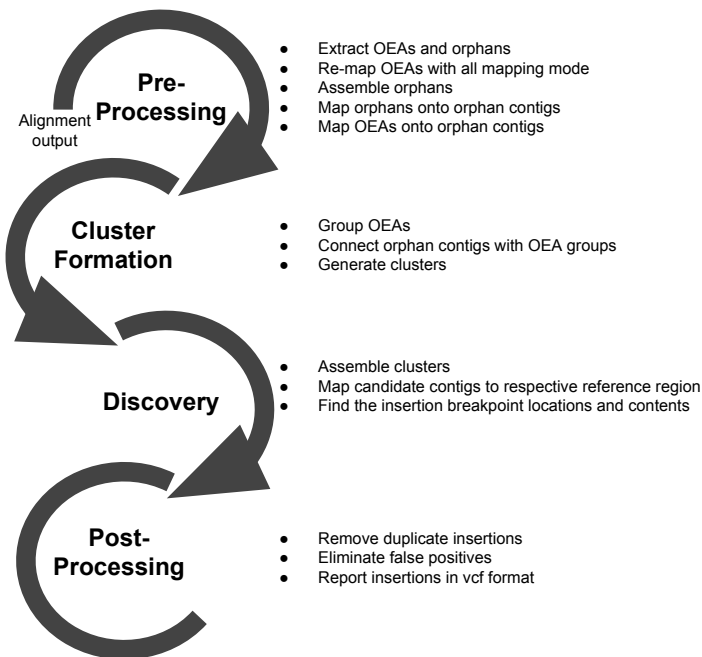 Alignment
output
Pre-
Processing
● Extract OEAs and orphans
● Re-map OEAs with all mapping mode
● Assemble orphans
● Map orphans onto orphan contigs
● Map OEAs onto orphan contigs
Cluster
Formation
● Group OEAs
● Connect orphan contigs with OEA groups
● Generate clusters
Discovery
● Assemble clusters
● Map candidate contigs to respective reference region
● Find the insertion breakpoint locations and contents
Post-
Processing
● Remove duplicate insertions
● Eliminate false positives
● Report insertions in vcf format